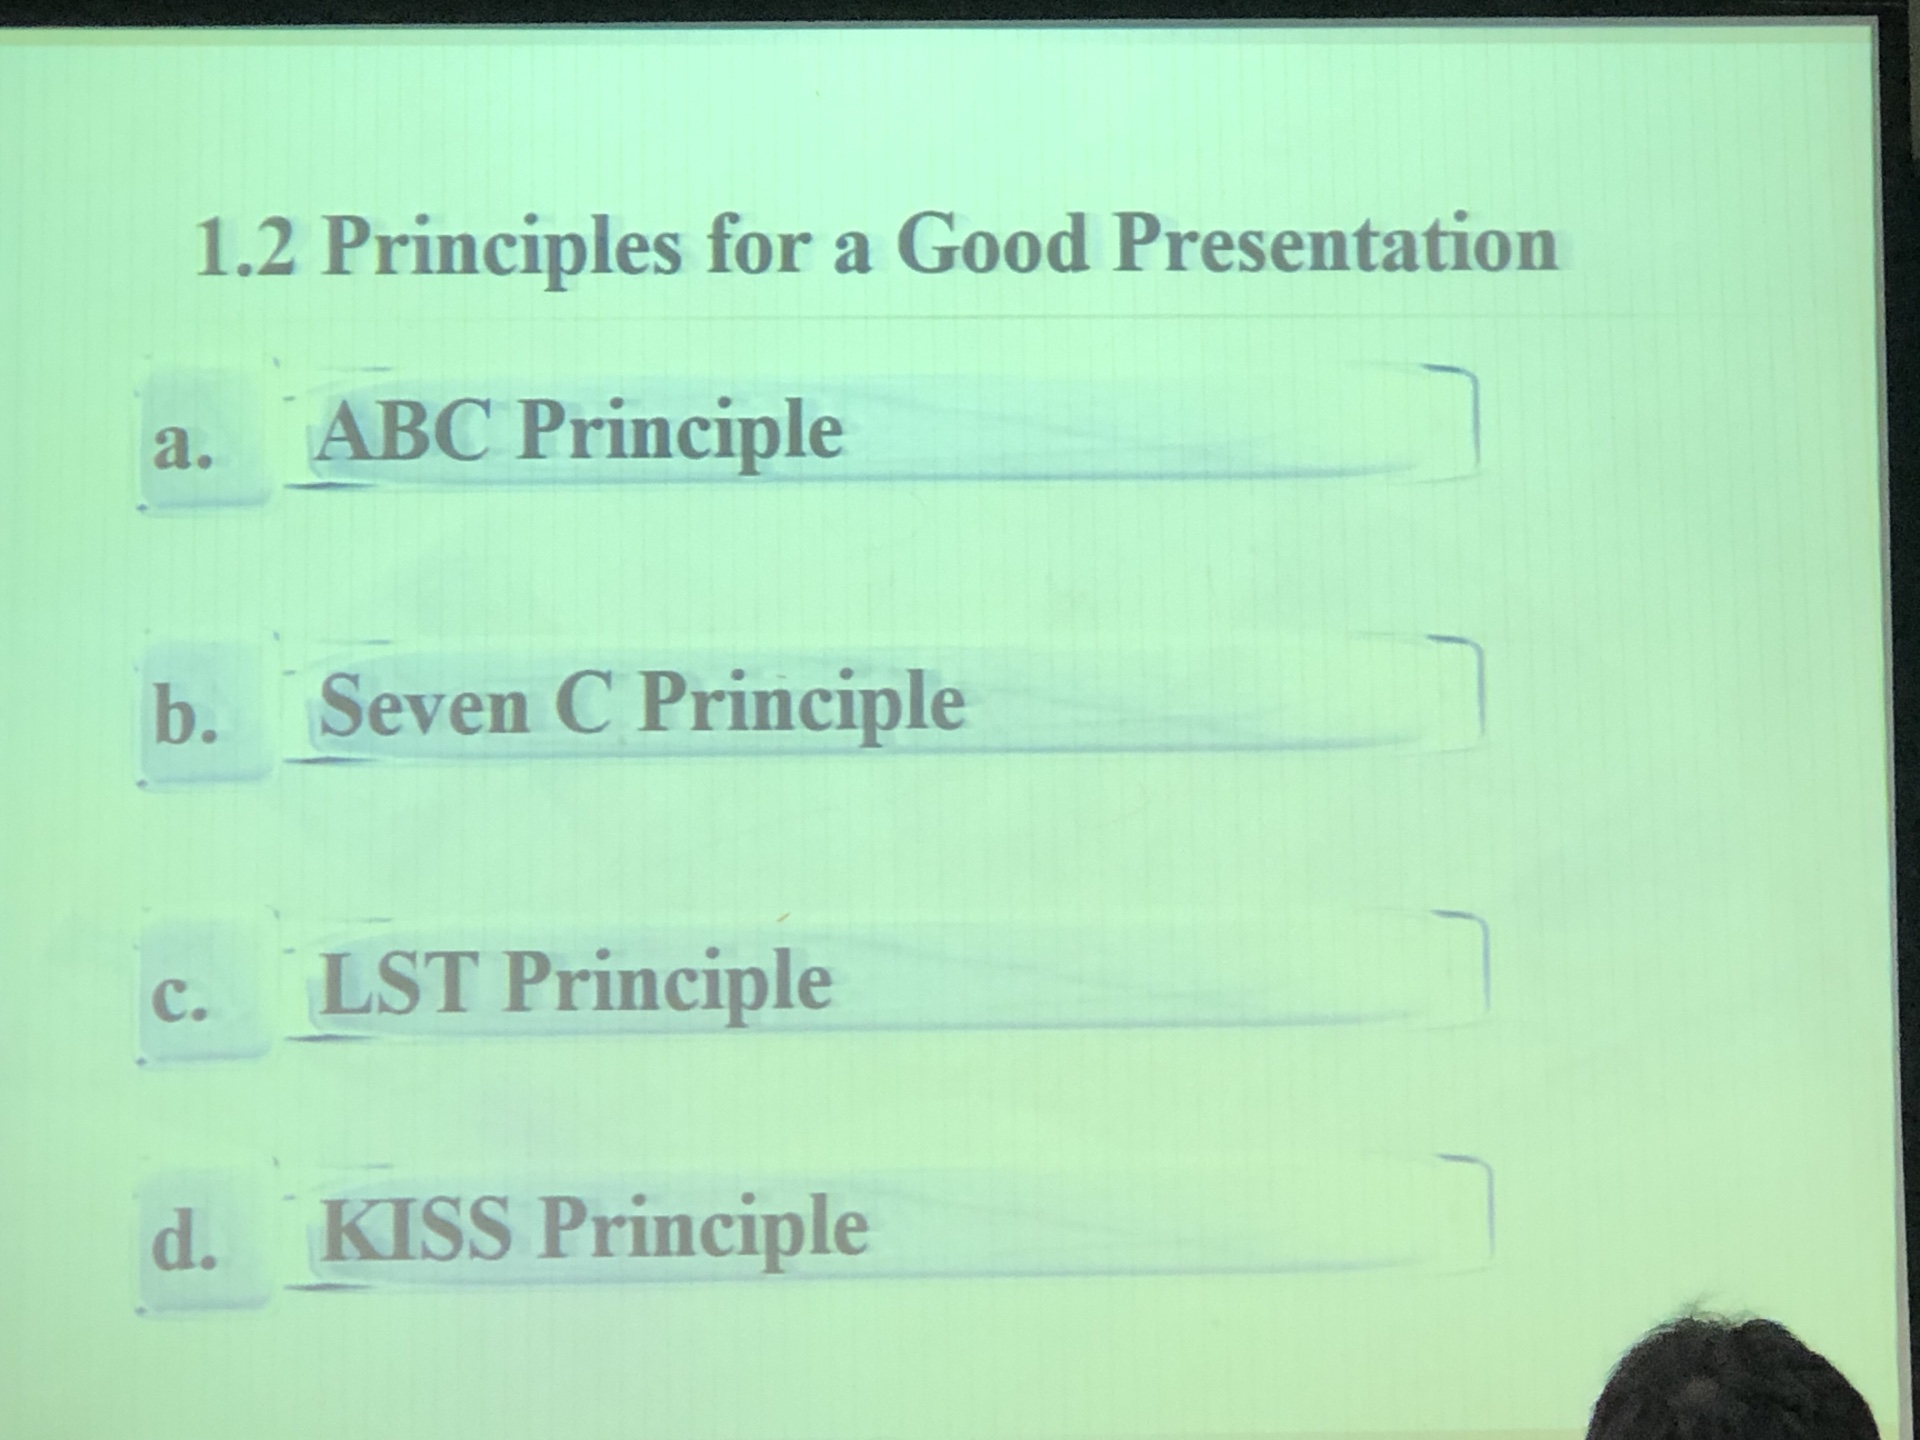 1.2 Principles for a Good Presentation
a. ABC Principle
b. Seven C Principle
c. LST Principle
d. KISS Principle